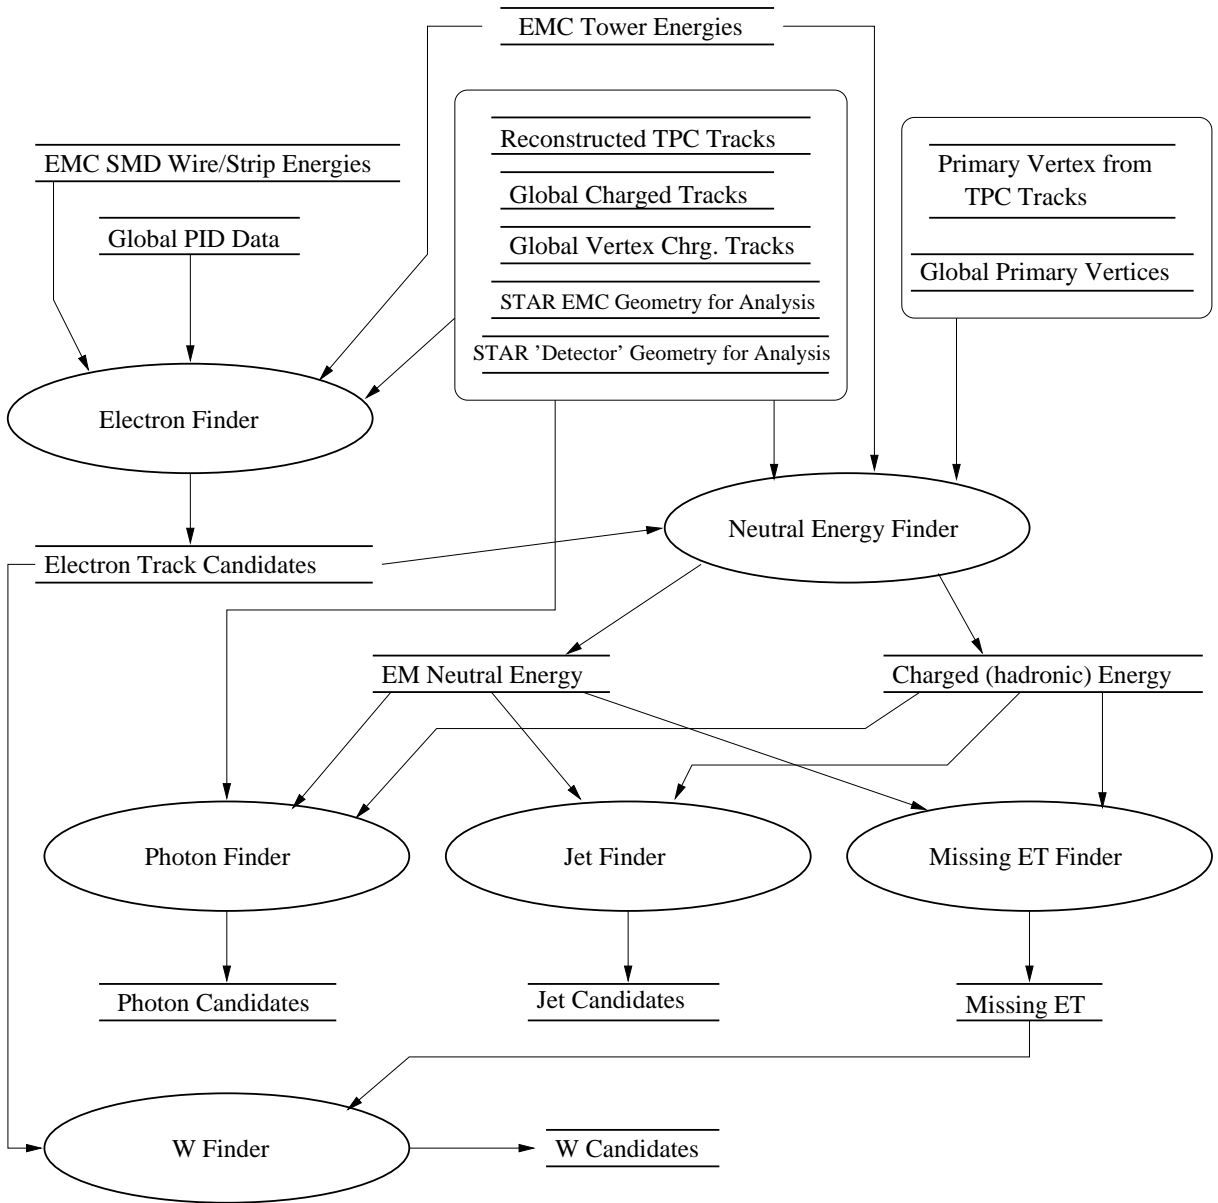 EMC Tower Energies
Reconstructed TPC Tracks
EMC SMD Wire/Strip Energies
Primary Vertex from
TPC Tracks
Global Charged Tracks
Global PID Data
Global Vertex Chrg. Tracks
Global Primary Vertices
STAR EMC Geometry for Analysis
STAR ’Detector’ Geometry for Analysis
Electron Finder
Neutral Energy Finder
Electron Track Candidates
EM Neutral Energy
Charged (hadronic) Energy
Photon Finder
Jet Finder
Missing ET Finder
Photon Candidates
Jet Candidates
Missing ET
W Finder
W Candidates